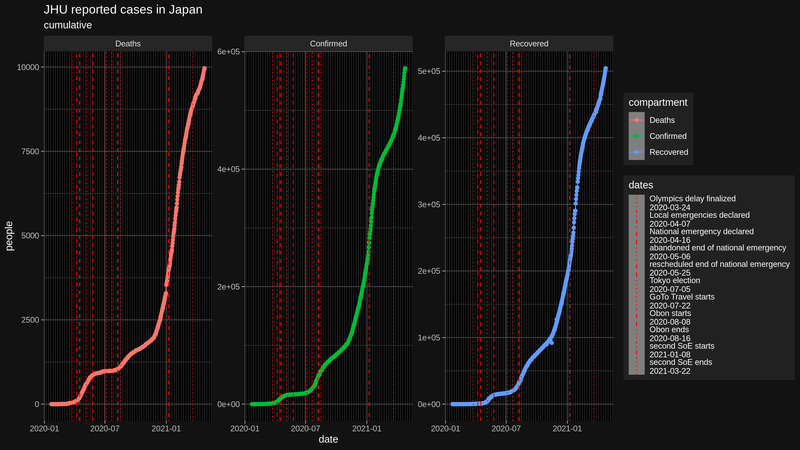 JHU reported cases in Japan
cumulative
Deaths
Confirmed
Recovered
people
10000
7500
5000
2500
0
2020-01
2020-07
2021-01
6e+05
4e+05
2e+05
0e+00
2020-01
2020-07
2021-01
5e+05
4e+05
3e+05
2e+05
1e+05
0e+00
2020-01
2020-07
2021-01
date
compartment
Deaths
Confirmed
Recovered
dates
Olympics delay finalized
2020-03-24
Local emergencies declared
2020-04-07
National emergency declared
2020-04-16
abandoned end of national emergency
2020-05-06
rescheduled end of national emergency
2020-05-25
Tokyo election
2020-07-05
GoTo Travel starts
2020-07-22
Obon starts
2020-08-08
Obon ends
2020-08-16
second SoE starts
2021-01-08
second SoE ends
2021-03-22